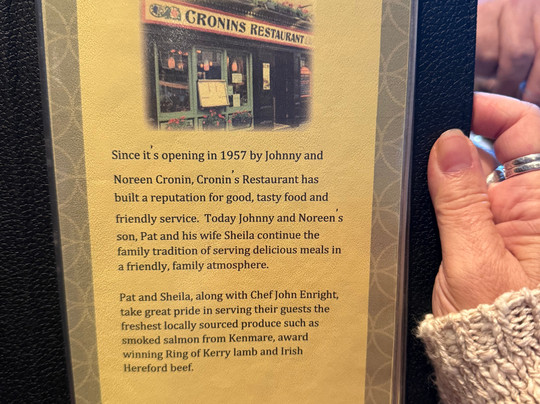 CRONINS RESTAURANT
Since it's opening in 1957 by Johnny and
Noreen Cronin, Cronin's Restaurant has
built a reputation for good, tasty food and
friendly service. Today Johnny and Noreen's
son, Pat and his wife Sheila continue the
family tradition of serving delicious meals in
a friendly, family atmosphere.
Pat and Sheila, along with Chef John Enright,
take great pride in serving their guests the
freshest locally sourced produce such as
smoked salmon from Kenmare, award
winning Ring of Kerry lamb and Irish
Hereford beef.